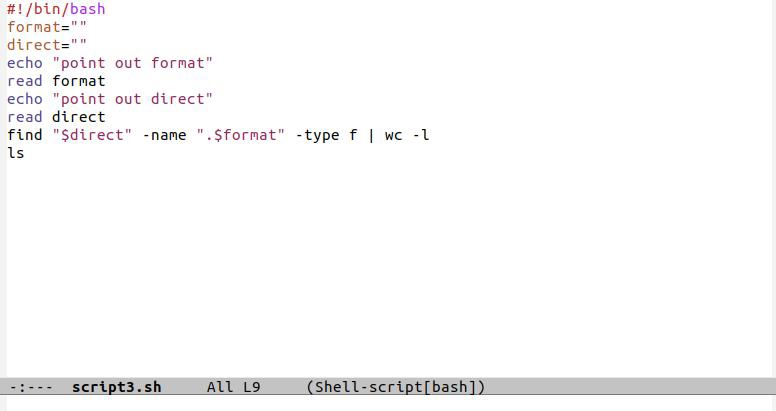 #!/bin/bash
format=""
direct=""
echo "point out format"
read format
echo "point out direct"
read direct
find "$direct" -name ".$format" -type f | wc -l
ls
-:---  script3.sh     All L9     (Shell-script[bash])